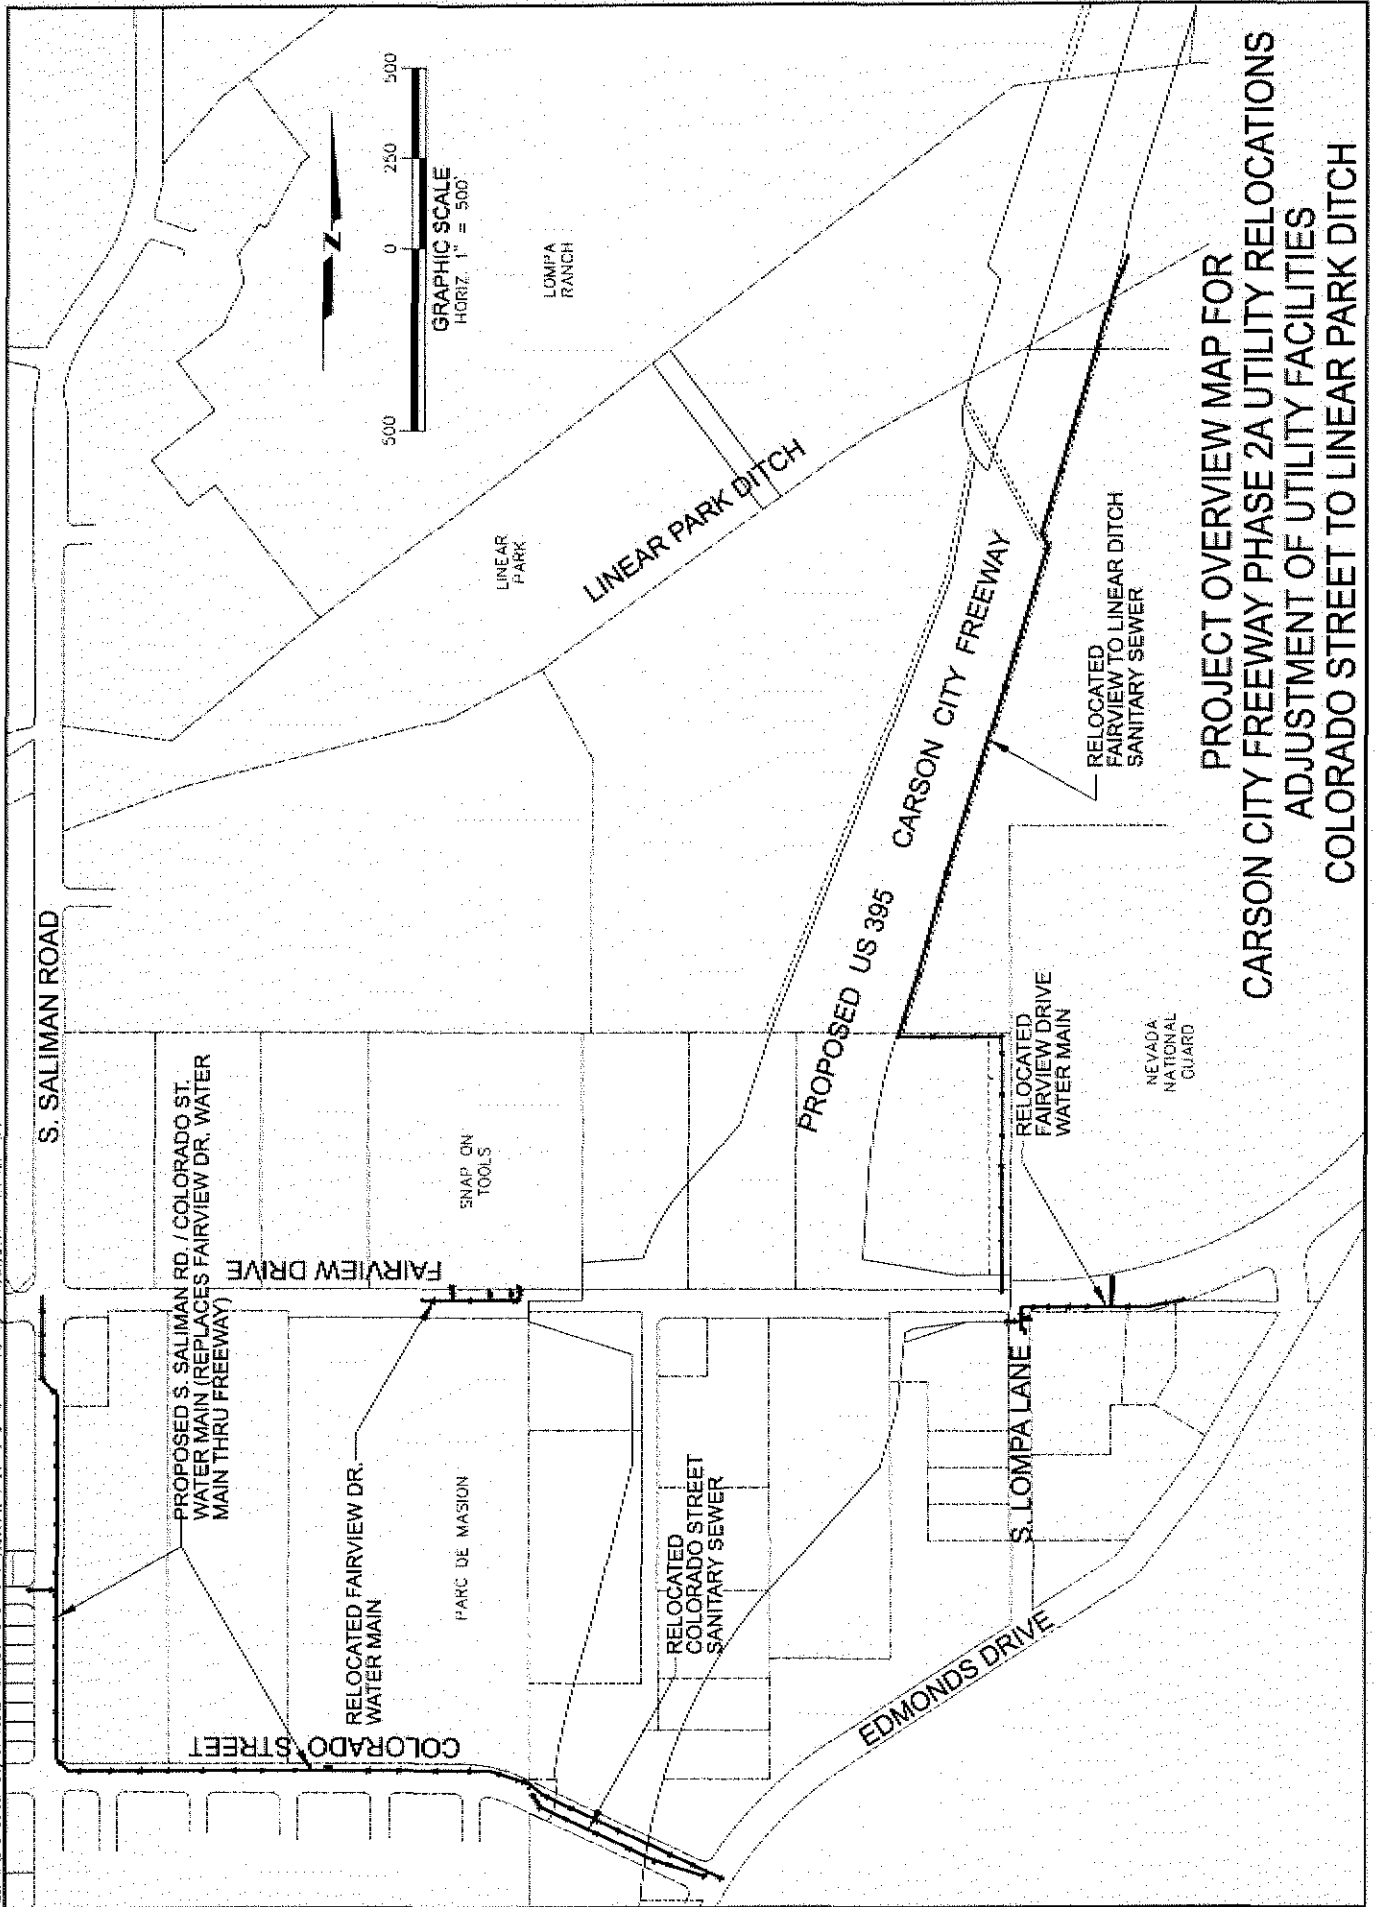 S. SALIMAN ROAD
PROPOSED S. SALIMAN RD. / COLORADO ST.
WATER MAIN (REPLACES FAIRVIEW DR. WATER
MAIN THRU FREEWAY)
500
250
0
500
GRAPHIC SCALE
HORIZ. 1" = 500'
N
LOMPA
RANCH
LINEAR
PARK
LINEAR PARK DITCH
SNAP ON
TOOLS
FAIRVIEW DRIVE
RELOCATED FAIRVIEW DR.
WATER MAIN
PARC DE MASION
COLORADO STREET
RELOCATED
COLORADO STREET
SANITARY SEWER
PROPOSED US 395 CARSON CITY FREEWAY
RELOCATED
FAIRVIEW TO LINEAR DITCH
SANITARY SEWER
RELOCATED
FAIRVIEW DRIVE
WATER MAIN
NEVADA
NATIONAL
GUARD
S. LOMPA LANE
EDMONDS DRIVE
PROJECT OVERVIEW MAP FOR
CARSON CITY FREEWAY PHASE 2A UTILITY RELOCATIONS
ADJUSTMENT OF UTILITY FACILITIES
COLORADO STREET TO LINEAR PARK DITCH